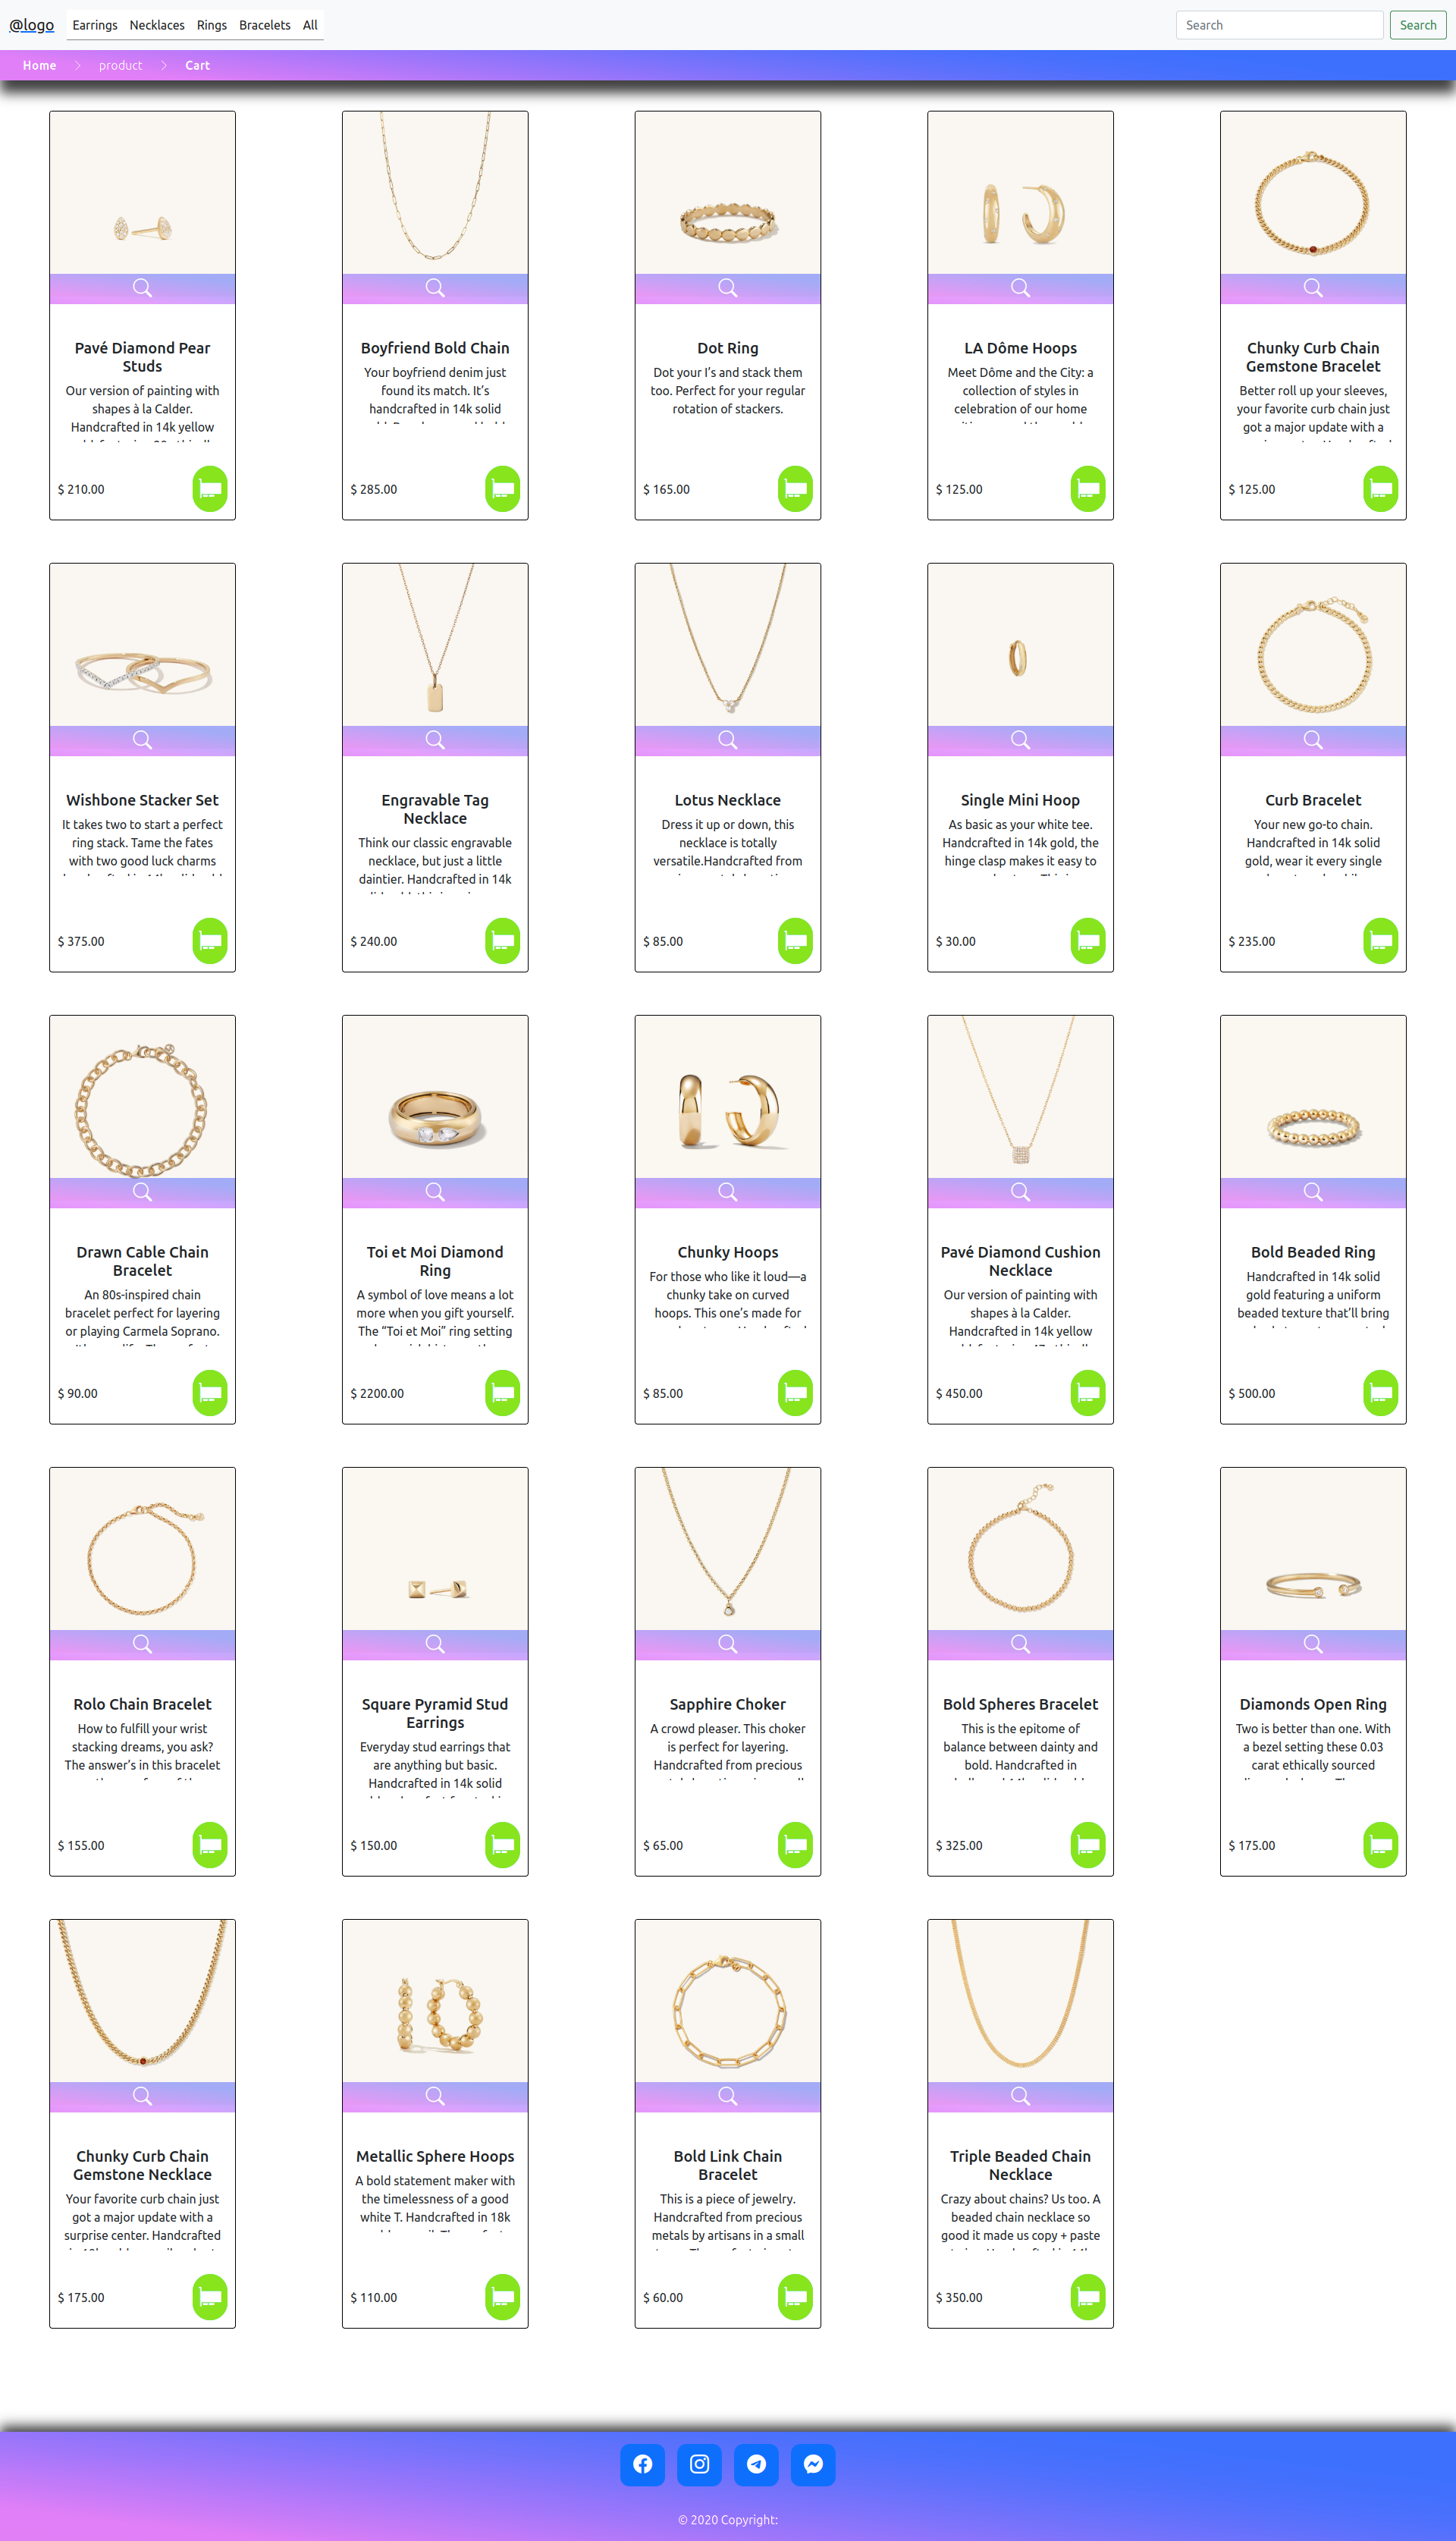 @logo
Earrings Necklaces Rings Bracelets All
Search
Search
Home product Cart
Pavé Diamond Pear
Studs
Our version of painting with
shapes à la Calder.
Handcrafted in 14k yellow
$ 210.00
Boyfriend Bold Chain
Your boyfriend denim just
found its match. It’s
handcrafted in 14k solid
$ 285.00
Dot Ring
Dot your I’s and stack them
too. Perfect for your regular
rotation of stackers.
$ 165.00
LA Dôme Hoops
Meet Dôme and the City: a
collection of styles in
celebration of our home
$ 125.00
Chunky Curb Chain
Gemstone Bracelet
Better roll up your sleeves,
your favorite curb chain just
got a major update with a
$ 125.00
Wishbone Stacker Set
It takes two to start a perfect
ring stack. Tame the fates
with two good luck charms
$ 375.00
Engravable Tag
Necklace
Think our classic engravable
necklace, but just a little
daintier. Handcrafted in 14k
$ 240.00
Lotus Necklace
Dress it up or down, this
necklace is totally
versatile.Handcrafted from
$ 85.00
Single Mini Hoop
As basic as your white tee.
Handcrafted in 14k gold, the
hinge clasp makes it easy to
$ 30.00
Curb Bracelet
Your new go-to chain.
Handcrafted in 14k solid
gold, wear it every single
$ 235.00
Drawn Cable Chain
Bracelet
An 80s-inspired chain
bracelet perfect for layering
or playing Carmela Soprano.
$ 90.00
Toi et Moi Diamond
Ring
A symbol of love means a lot
more when you gift yourself.
The “Toi et Moi” ring setting
$ 2200.00
Chunky Hoops
For those who like it loud—a
chunky take on curved
hoops. This one’s made for
$ 85.00
Pavé Diamond Cushion
Necklace
Our version of painting with
shapes à la Calder.
Handcrafted in 14k yellow
$ 450.00
Bold Beaded Ring
Handcrafted in 14k solid
gold featuring a uniform
beaded texture that’ll bring
$ 500.00
Rolo Chain Bracelet
How to fulfill your wrist
stacking dreams, you ask?
The answer’s in this bracelet
$ 155.00
Square Pyramid Stud
Earrings
Everyday stud earrings that
are anything but basic.
Handcrafted in 14k solid
$ 150.00
Sapphire Choker
A crowd pleaser. This choker
is perfect for layering.
Handcrafted from precious
$ 65.00
Bold Spheres Bracelet
This is the epitome of
balance between dainty and
bold. Handcrafted in
$ 325.00
Diamonds Open Ring
Two is better than one. With
a bezel setting these 0.03
carat ethically sourced
$ 175.00
Chunky Curb Chain
Gemstone Necklace
Your favorite curb chain just
got a major update with a
surprise center. Handcrafted
$ 175.00
Metallic Sphere Hoops
A bold statement maker with
the timelessness of a good
white T. Handcrafted in 18k
$ 110.00
Bold Link Chain
Bracelet
This is a piece of jewelry.
Handcrafted from precious
metals by artisans in a small
$ 60.00
Triple Beaded Chain
Necklace
Crazy about chains? Us too. A
beaded chain necklace so
good it made us copy + paste
$ 350.00
© 2020 Copyright: